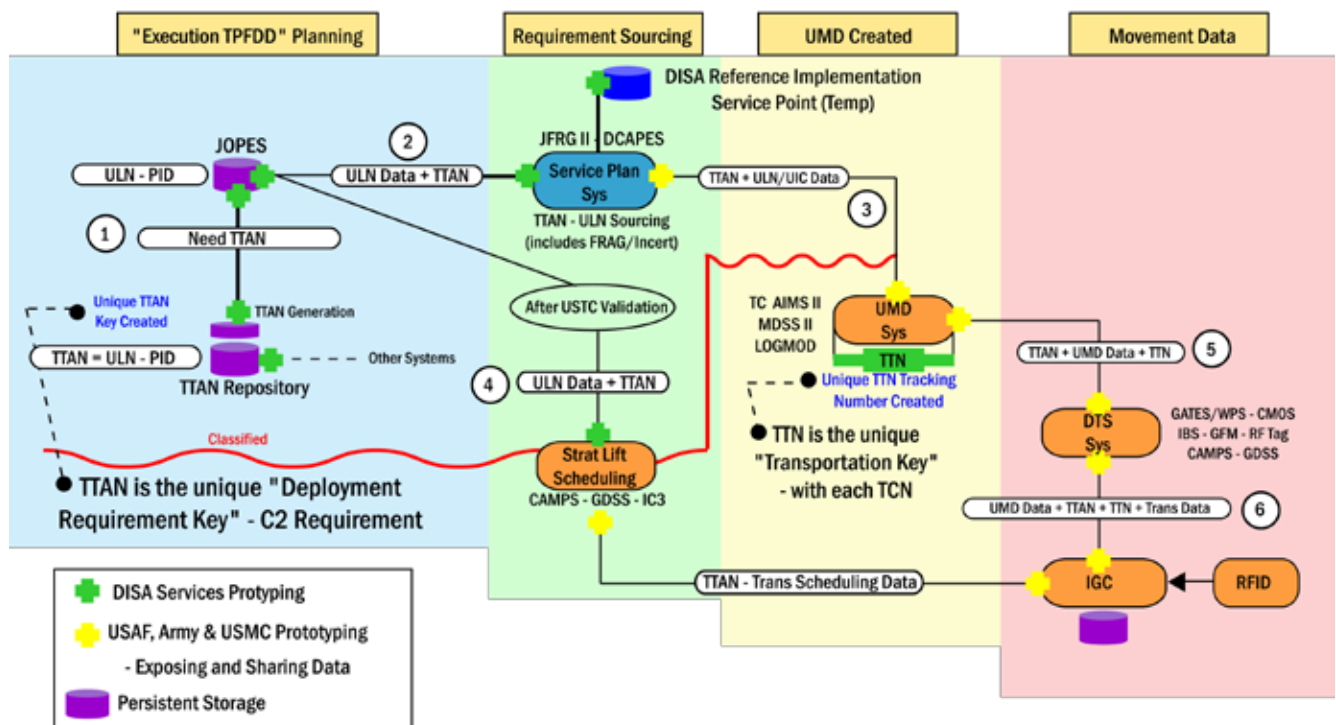 "Execution TPFDD" Planning
Requirement Sourcing
UMD Created
Movement Data
DISA Reference Implementation
Service Point (Temp)
JOPES
2
JFRG II - DCAPES
ULN - PID
ULN Data + TTAN
Service Plan
Sys
TTAN + ULN/UIC Data
3
TTAN - ULN Sourcing
(includes FRAG/Incert)
1
Need TTAN
Unique TTAN
Key Created
TTAN Generation
After USTC Validation
TC AIMS II
MDSS II
LOGMOD
UMD
Sys
TTN
TTAN = ULN - PID
Other Systems
TTAN Repository
4
ULN Data + TTAN
Unique TTN Tracking
Number Created
TTAN + UMD Data + TTN
5
Classified
Strat Lift
Scheduling
CAMPS - GDSS - IC3
TTN is the unique
"Transportation Key"
- with each TCN
DTS
Sys
GATES/WPS - CMOS
IBS - GFM - RF Tag
CAMPS - GDSS
TTAN is the unique "Deployment
Requirement Key" - C2 Requirement
UMD Data + TTAN + TTN + Trans Data
6
TTAN - Trans Scheduling Data
IGC
RFID
DISA Services Protyping
USAF, Army & USMC Prototyping
- Exposing and Sharing Data
Persistent Storage